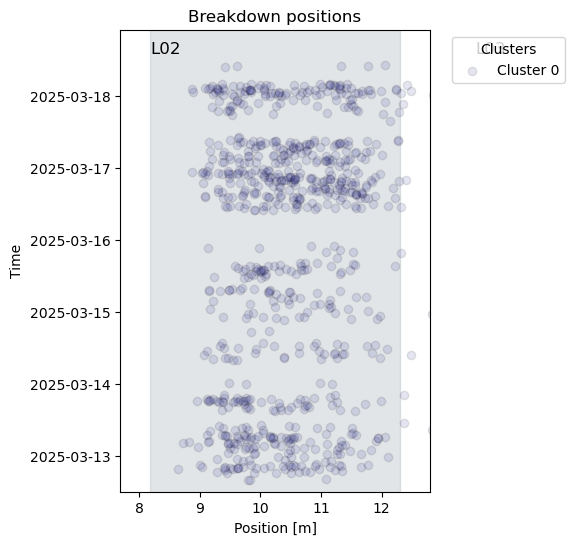 Breakdown positions
L02
Clusters
Cluster 0
2025-03-18
2025-03-17
2025-03-16
2025-03-15
2025-03-14
2025-03-13
Time
8 9 10 11 12
Position [m]